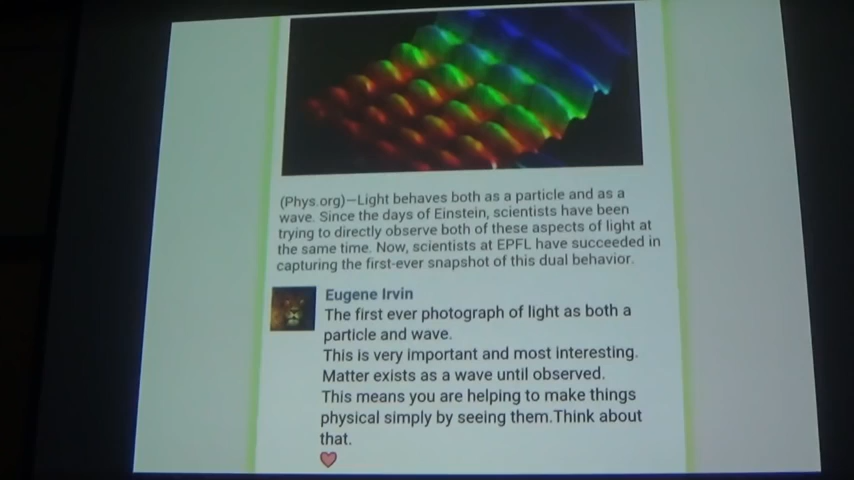 (Phys.org)—Light behaves both as a particle and as a
wave. Since the days of Einstein, scientists have been
trying to directly observe both of these aspects of light at
the same time. Now, scientists at EPFL have succeeded in
capturing the first-ever snapshot of this dual behavior.
Eugene Irvin
The first ever photograph of light as both a
particle and wave.
This is very important and most interesting.
Matter exists as a wave until observed.
This means you are helping to make things
physical simply by seeing them.Think about
that.